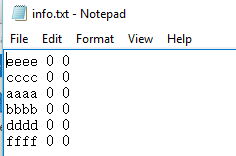 info.txt - Notepad
File Edit Format View Help
eeee 0 0
cccc 0 0
aaaa 0 0
bbbb 0 0
dddd 0 0
ffff 0 0